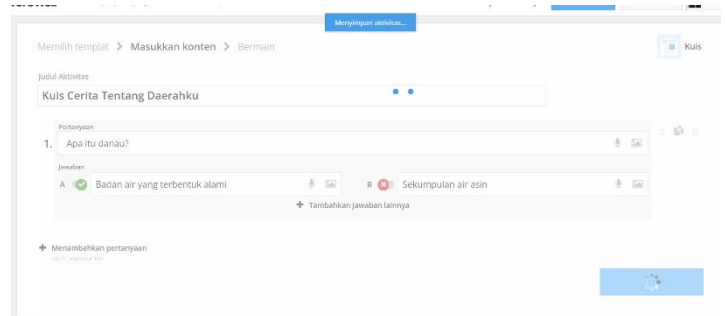 Menyimpan aktivitas...
Memilih templat > Masukkan konten > Bermain
Kuis
Judul Aktivitas
Kuis Cerita Tentang Daerahku
Pertanyaan
1. Apa itu danau?
Jawaban
A Badan air yang terbentuk alami
B Sekumpulan air asin
+ Tambahkan jawaban lainnya
+ Menambahkan pertanyaan